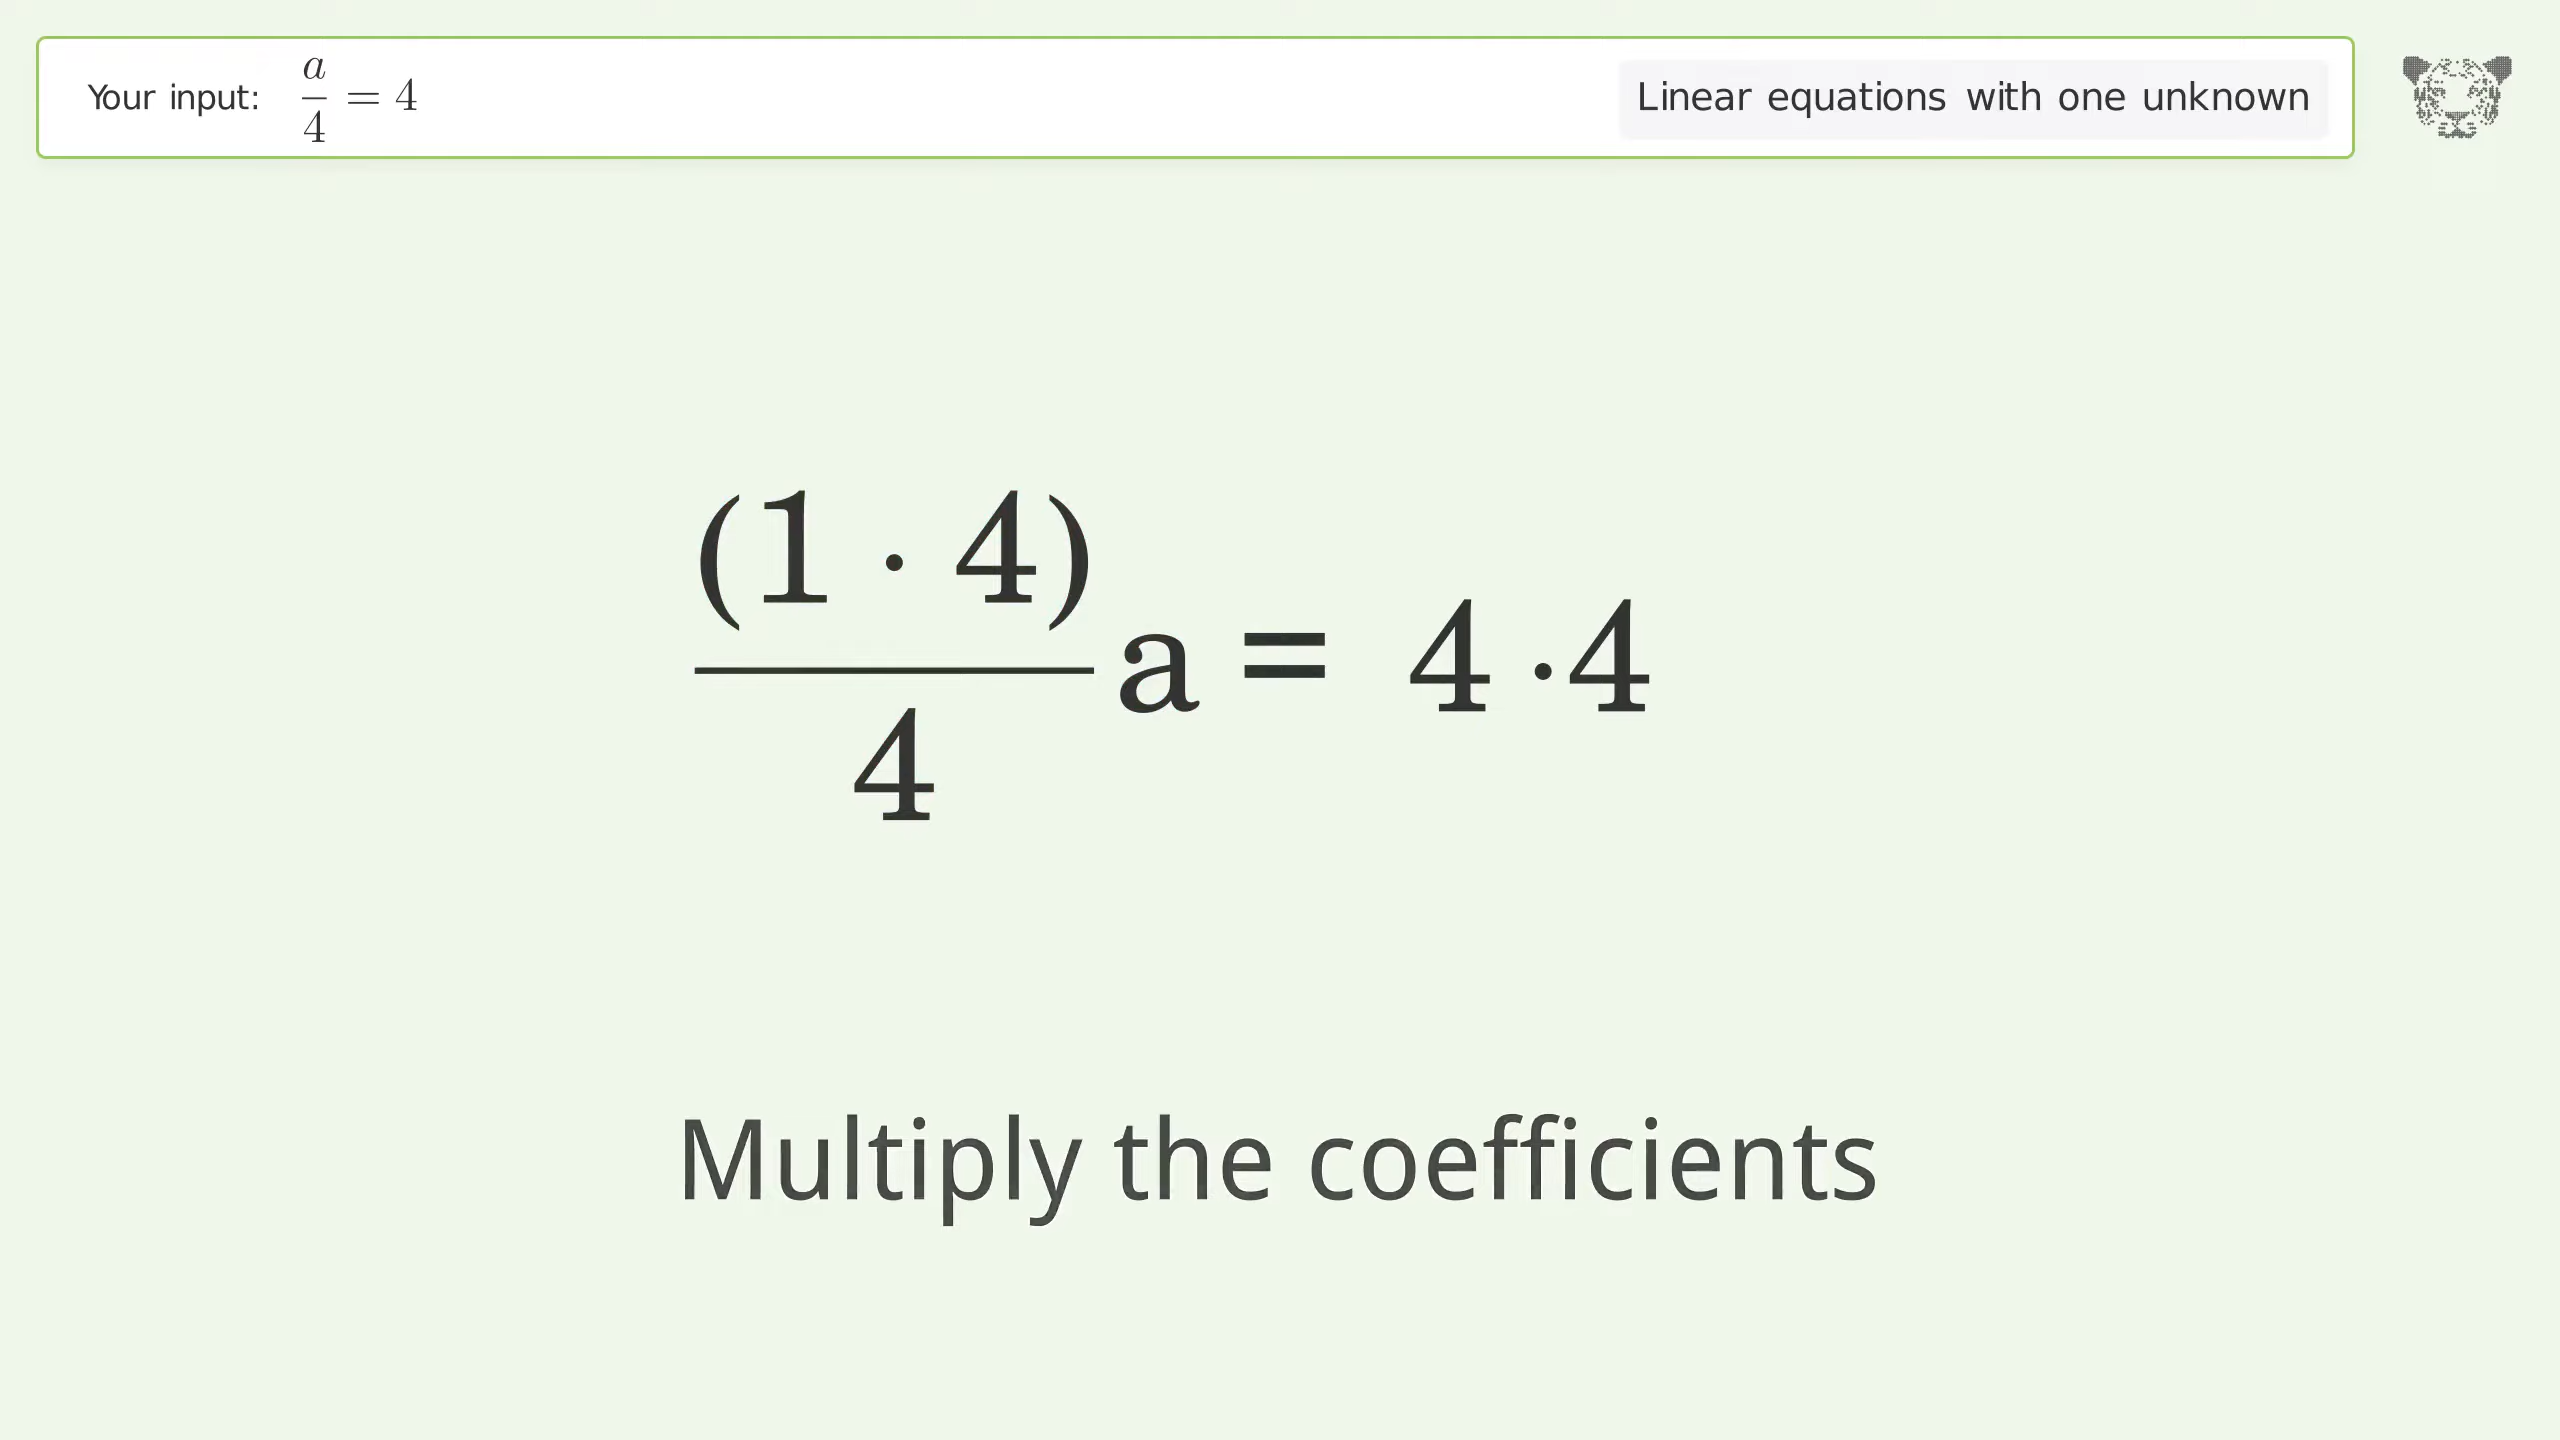 Your input: a/4 = 4
Linear equations with one unknown
(1 · 4)/4 a = 4 · 4
Multiply the coefficients